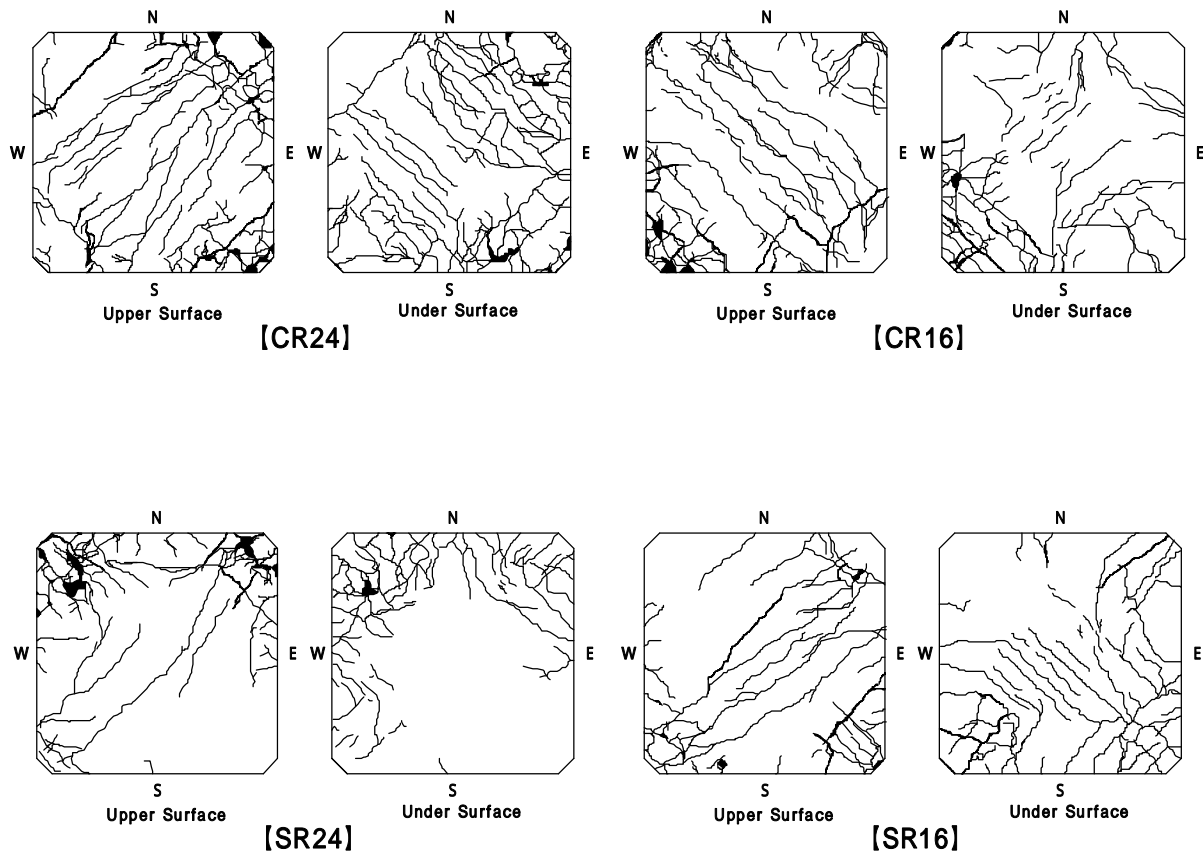 N N N N
W E W E W E W E
S S S S
Upper Surface Under Surface Upper Surface Under Surface
【CR24】 【CR16】
N N N N
W E W E W E W E
S S S S
Upper Surface Under Surface Upper Surface Under Surface
【SR24】 【SR16】